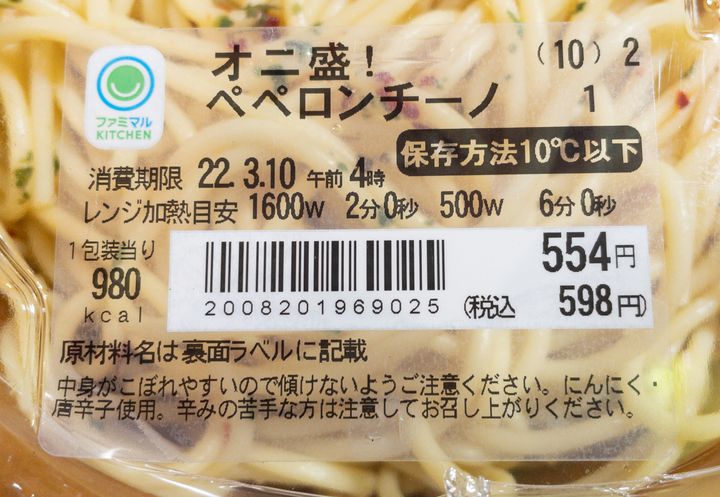 オニ盛！ (10) 2
ペペロンチーノ 1
ファミマル
KITCHEN
保存方法10℃以下
消費期限 22. 3.10 午前 4時
レンジ加熱目安 1600W 2分0秒 500W 6分0秒
1包装当り
980
kcal
554円
2008201969025 (税込 598円)
原材料名は裏面ラベルに記載
中身がこぼれやすいので傾けないようご注意ください。にんにく・
唐辛子使用。辛みの苦手な方は注意してお召し上がりください。